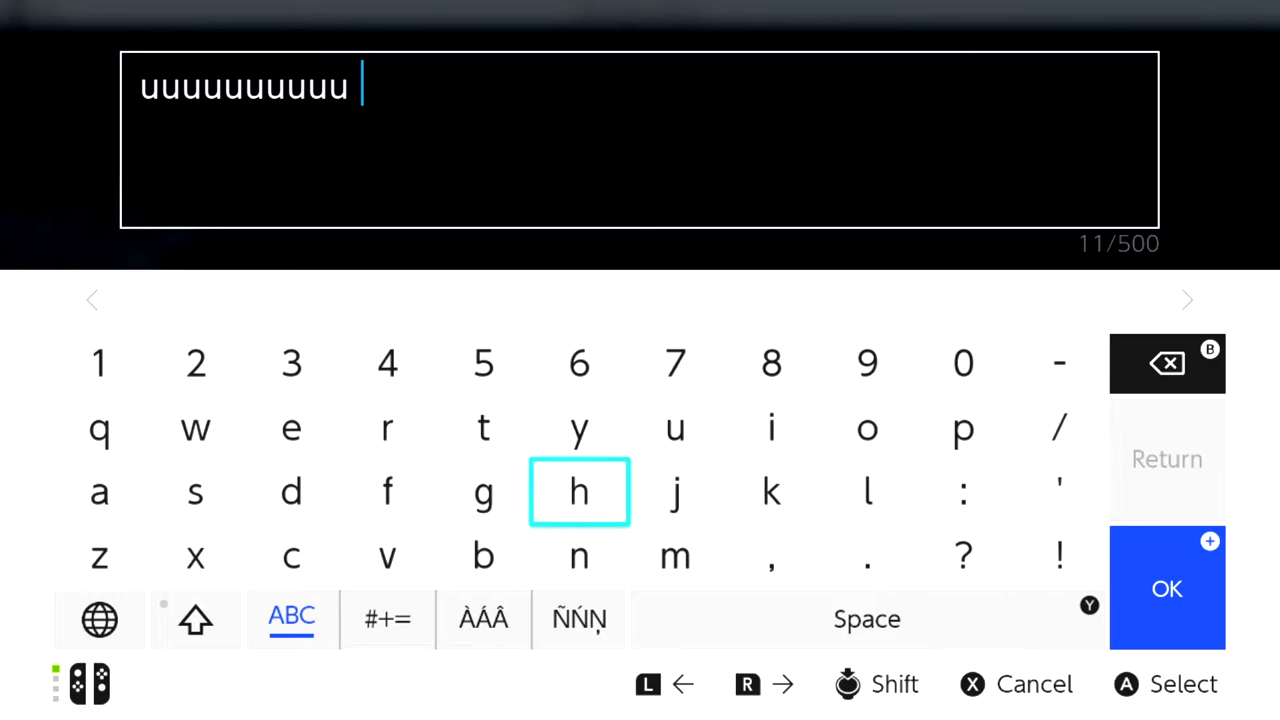 uuuuuuuuuu
11/500
1 2 3 4 5 6 7 8 9 0 - B
q w e r t y u i o p / Return
a s d f g h j k l : '
z x c v b n m , . ? ! + OK
ABC #+= ÀÁÂ ÑŃŅ Space Y
L ← R → Shift X Cancel A Select